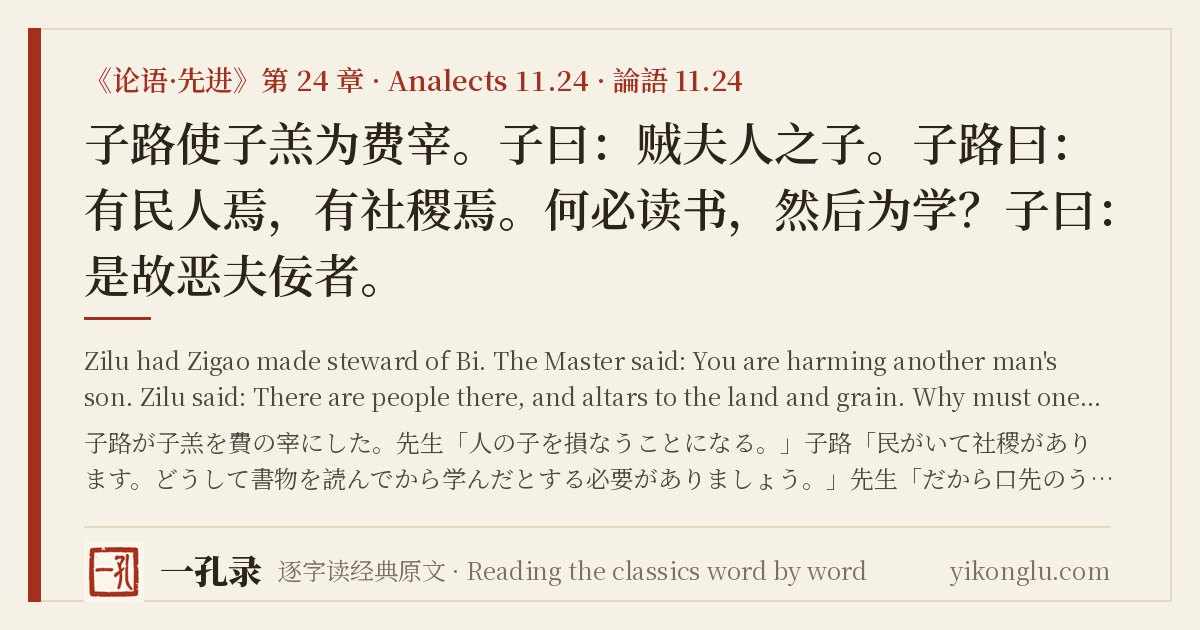 《论语·先进》第 24 章 · Analects 11.24 · 論語 11.24
子路使子羔为费宰。子曰：贼夫人之子。子路曰：
有民人焉，有社稷焉。何必读书，然后为学？子曰：
是故恶夫佞者。
Zilu had Zigao made steward of Bi. The Master said: You are harming another man's
son. Zilu said: There are people there, and altars to the land and grain. Why must one…
子路が子羔を費の宰にした。先生「人の子を損なうことになる。」子路「民がいて社稷があり
ます。どうして書物を読んでから学んだとする必要がありましょう。」先生「だから口先のう…
一孔
一孔录 逐字读经典原文 · Reading the classics word by word yikonglu.com